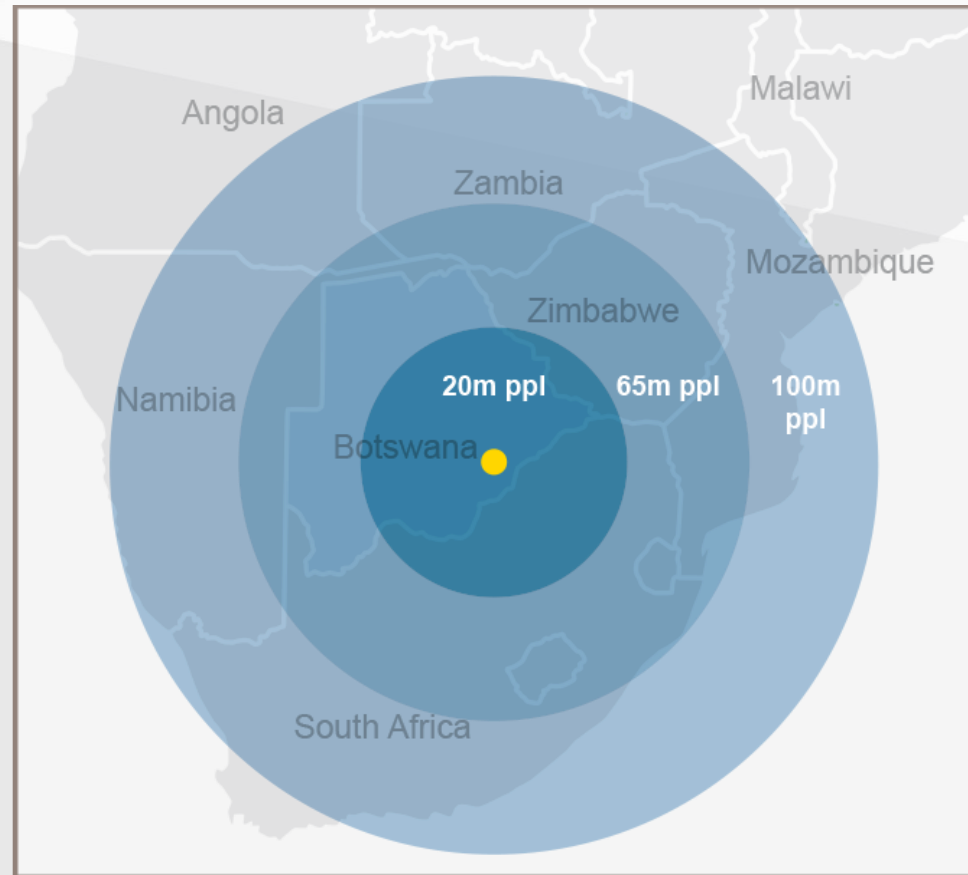 Malawi
Angola
Zambia
Mozambique
Zimbabwe
20m ppl
65m ppl
100m
ppl
Namibia
Botswana
South Africa